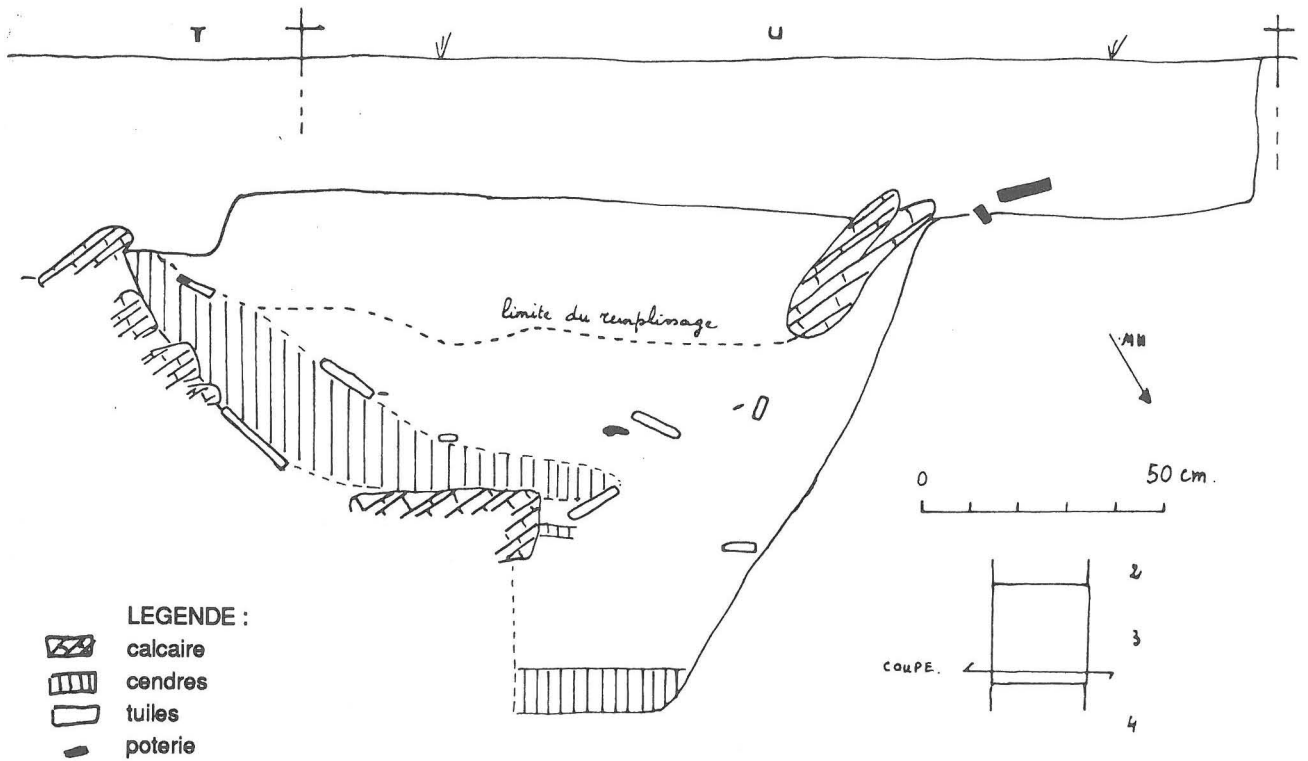 T U
limite du remplissage
MN
0 50 cm.
2
3
COUPE.
4
LEGENDE :
calcaire
cendres
tuiles
poterie